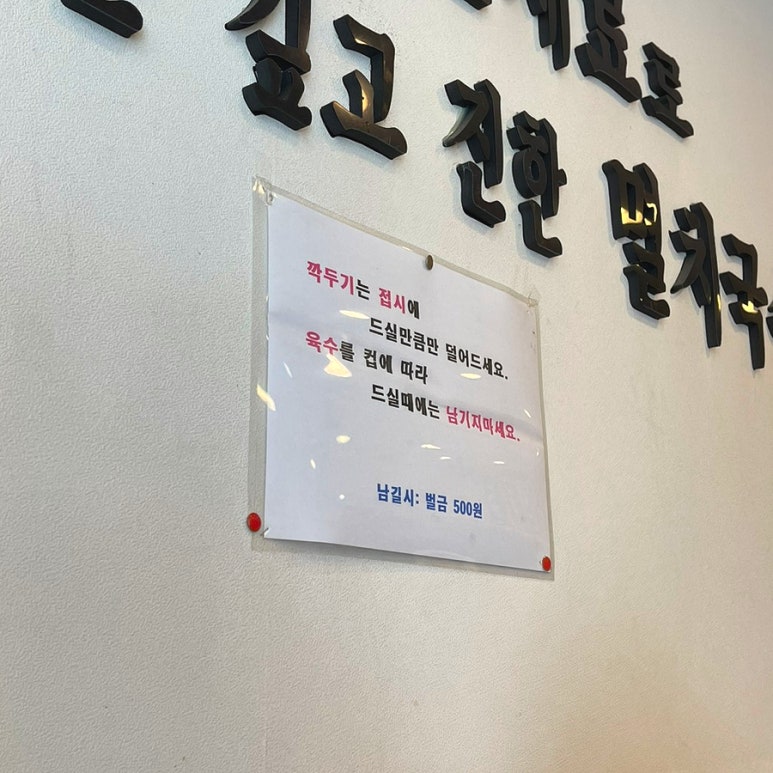 깊고 진한 멸치국
깍두기는 접시에
드실만큼만 덜어드세요.
육수를 컵에 따라
드실때에는 남기지마세요.
남길시: 벌금 500원